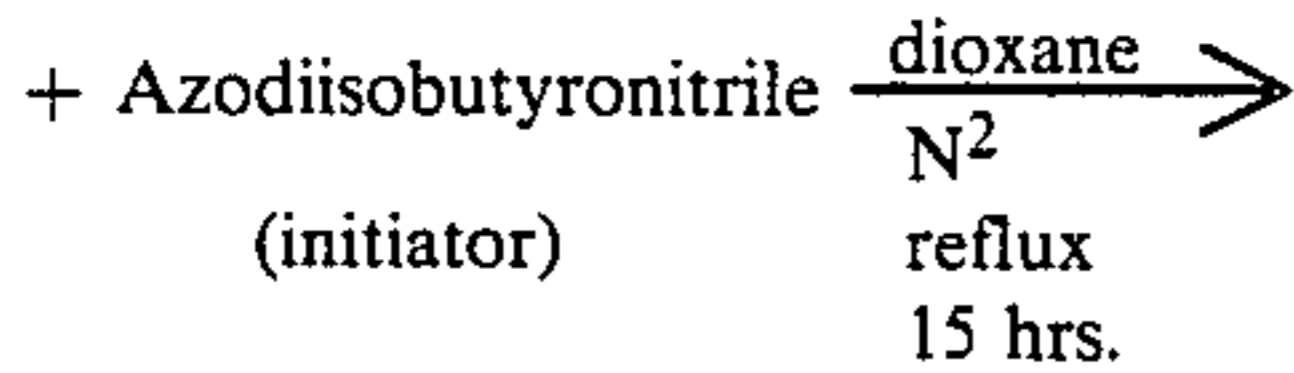 + Azodiisobutyronitrile dioxane
N²
(initiator) reflux
15 hrs.